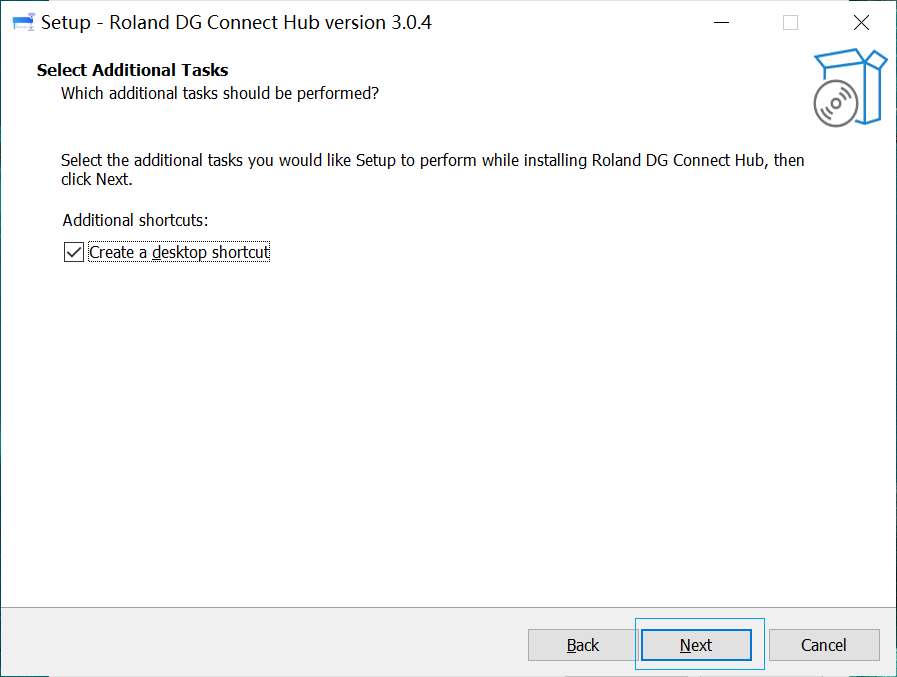 Setup - Roland DG Connect Hub version 3.0.4
Select Additional Tasks
Which additional tasks should be performed?
Select the additional tasks you would like Setup to perform while installing Roland DG Connect Hub, then
click Next.
Additional shortcuts:
Create a desktop shortcut
Back
Next
Cancel